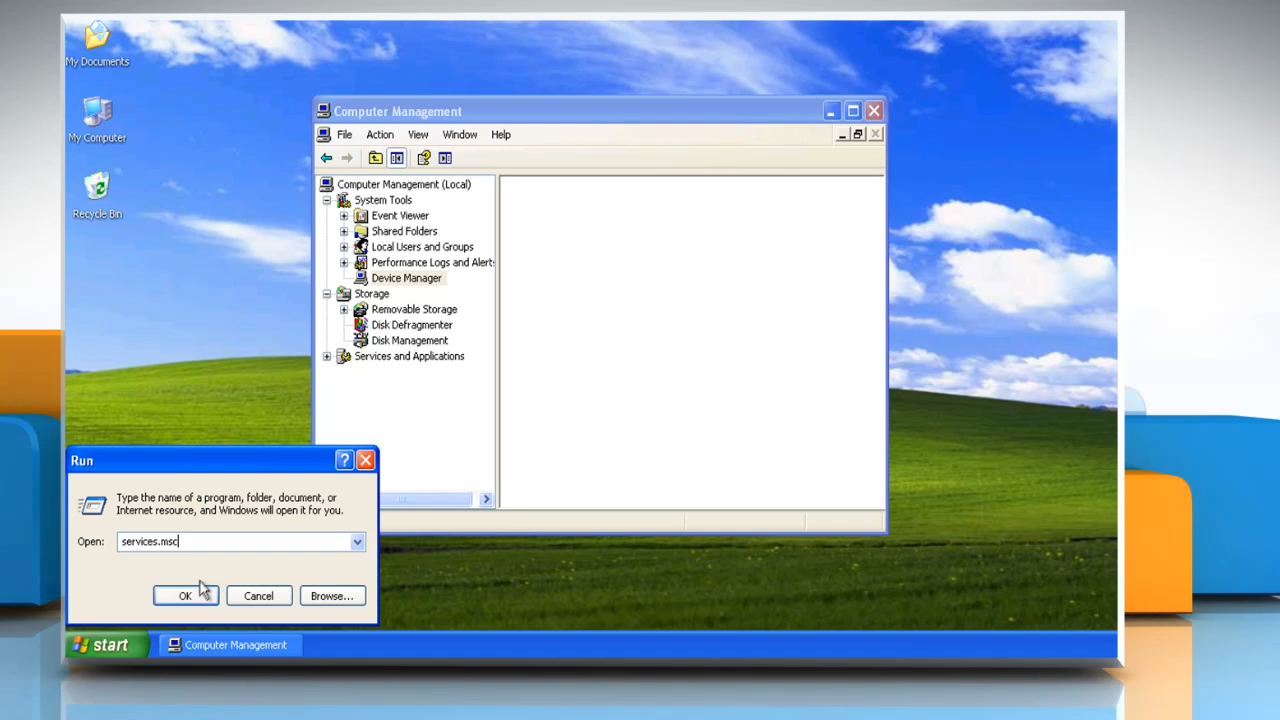 My Documents
My Computer
Recycle Bin
Computer Management
File Action View Window Help
Computer Management (Local)
System Tools
Event Viewer
Shared Folders
Local Users and Groups
Performance Logs and Alert:
Device Manager
Storage
Removable Storage
Disk Defragmenter
Disk Management
Services and Applications
Run
Type the name of a program, folder, document, or
Internet resource, and Windows will open it for you.
Open: services.msc
OK Cancel Browse...
start Computer Management